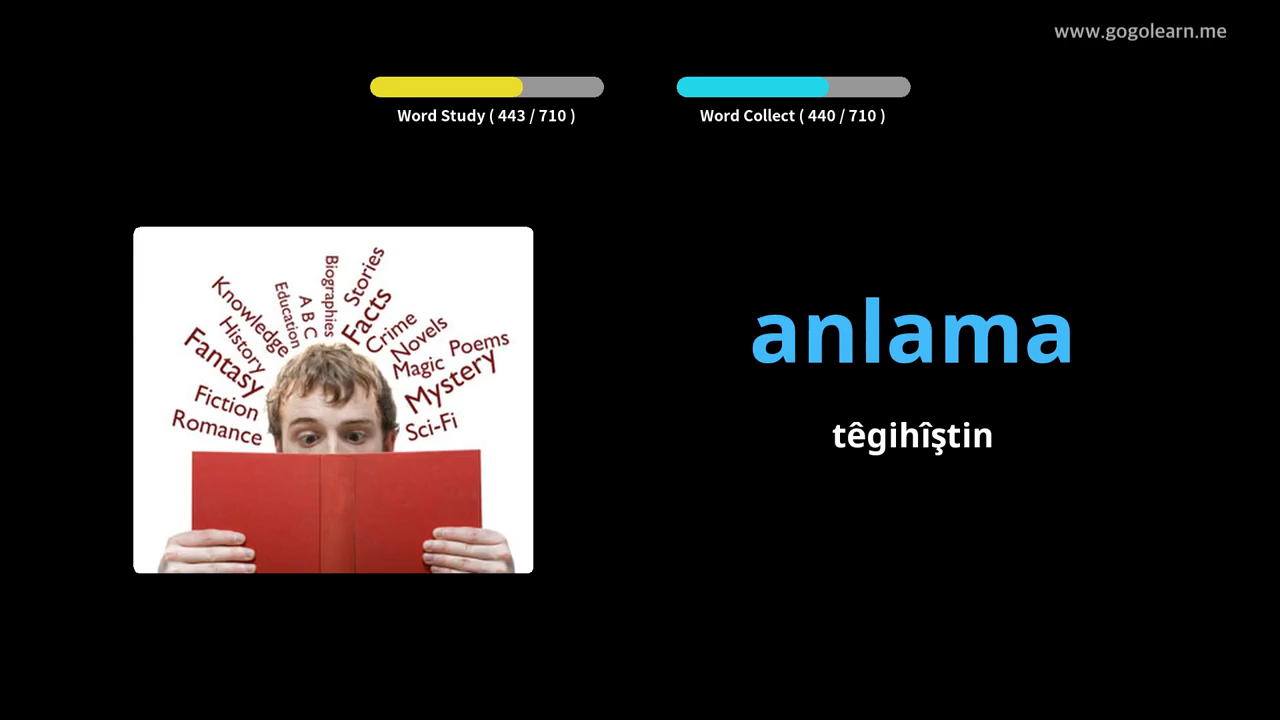 www.gogolearn.me
Word Study ( 443 / 710 )
Word Collect ( 440 / 710 )
Biographies
Stories
Education
A B C
Facts
Knowledge
Crime
History
Novels
Fantasy
Magic
Poems
Fiction
Mystery
Romance
Sci-Fi
anlama
têgihîştin